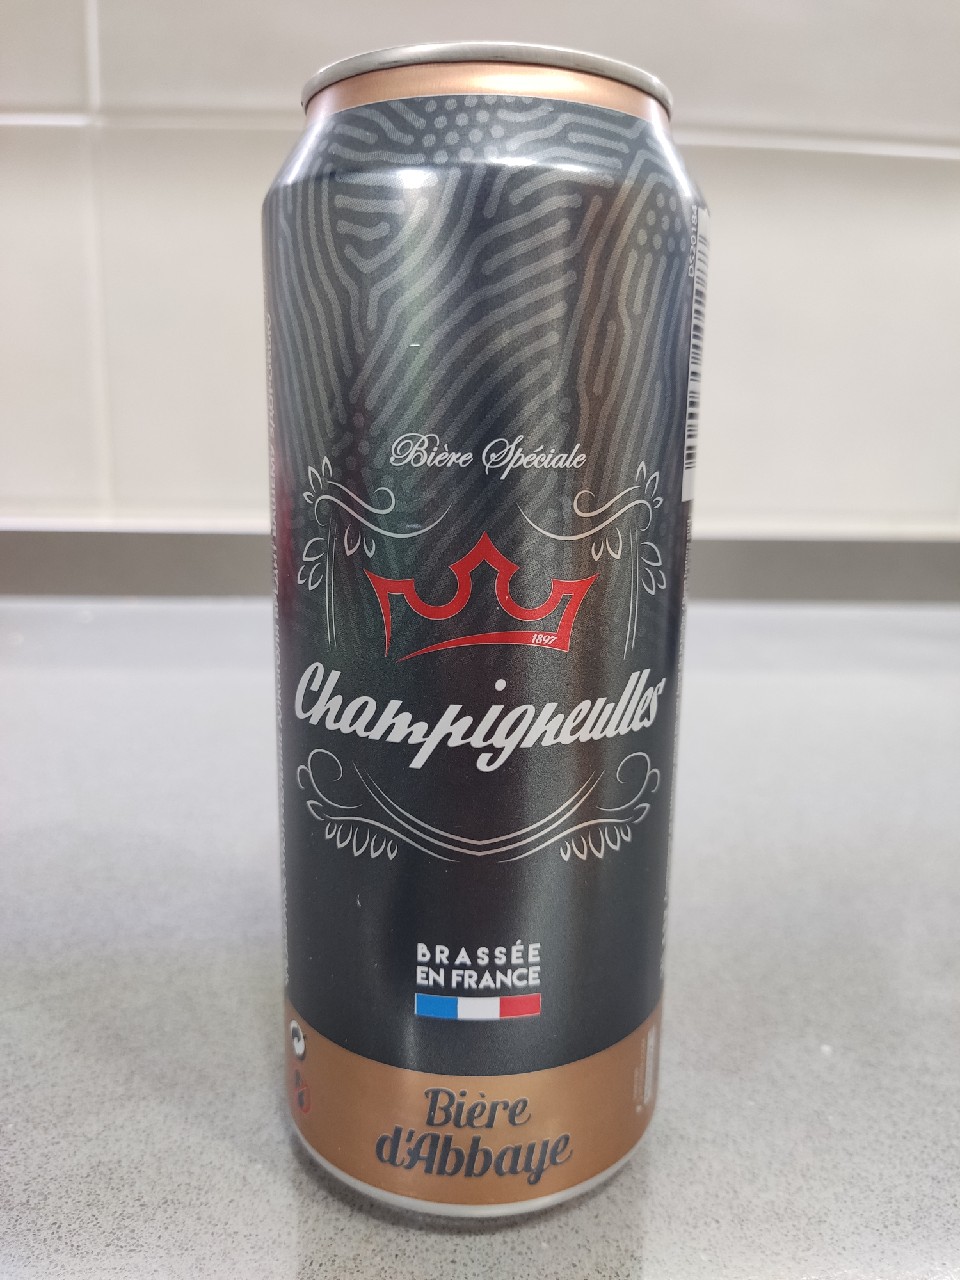 Bière Spéciale
1897
Champigneulles
BRASSÉE
EN FRANCE
Bière
d'Abbaye